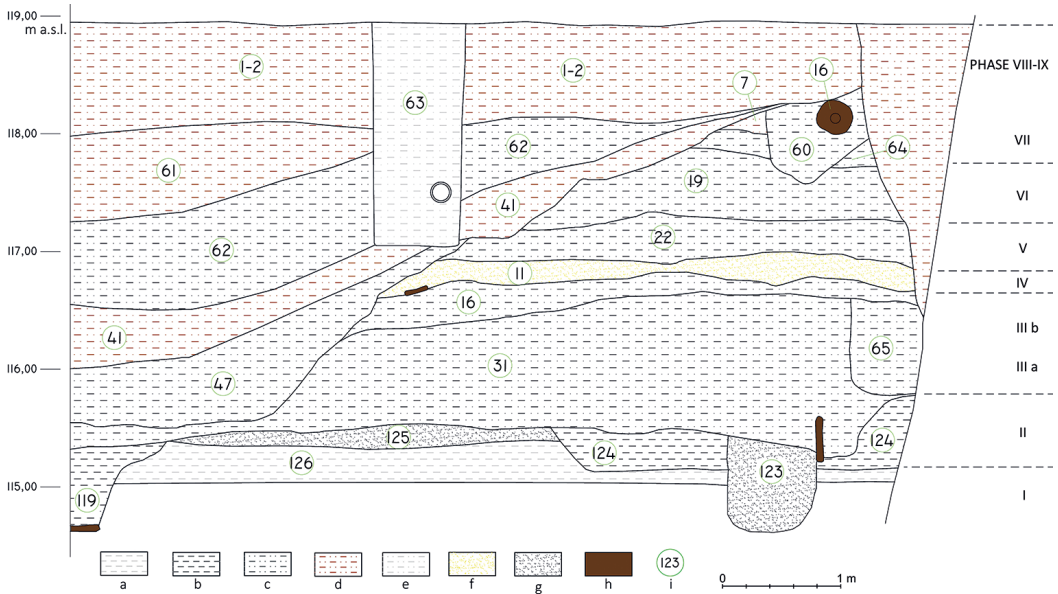 119,00
m a.s.l.
1-2
1-2
7
16
PHASE VIII-IX
63
118,00
62
60
64
VII
61
19
41
VI
62
22
117,00
V
11
IV
16
41
III b
65
31
116,00
III a
47
125
II
124
124
126
123
119
115,00
I
123
a
b
c
d
e
f
g
h
i
0
1 m